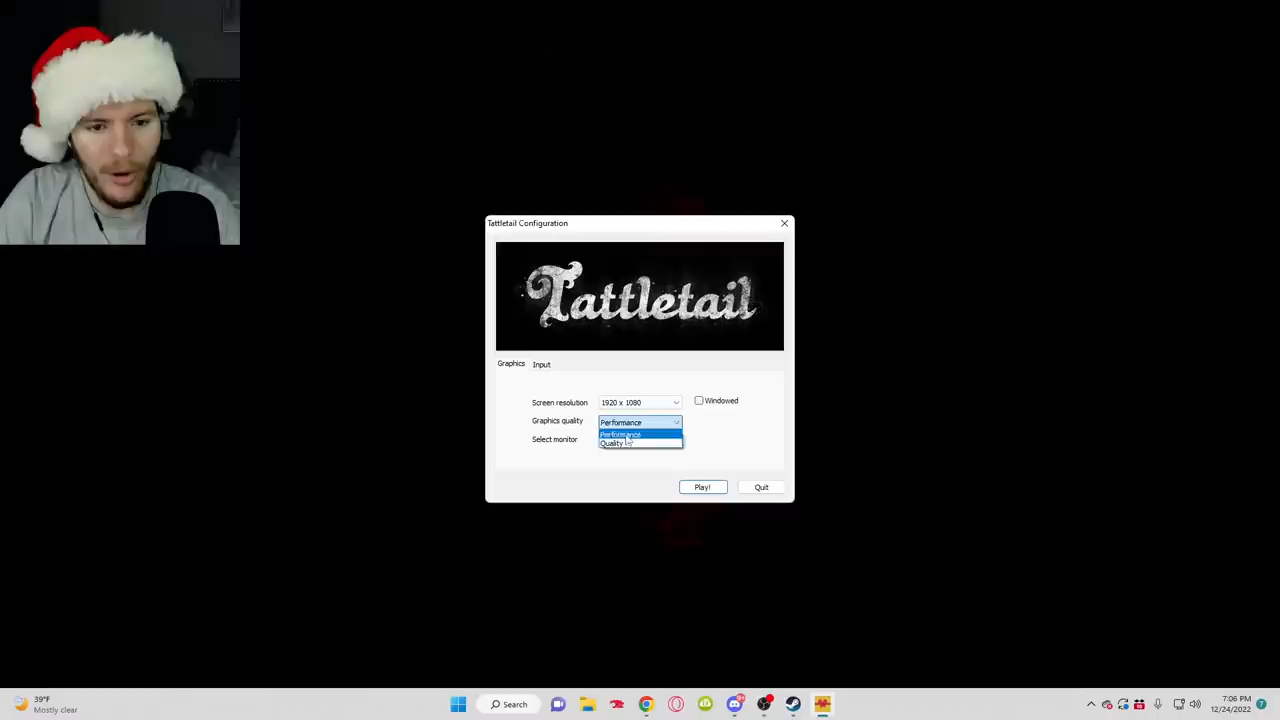 Tattletail Configuration
Tattletail
Graphics
Input
Screen resolution
1920 x 1080
Windowed
Graphics quality
Performance
Performance
Quality
Select monitor
Play!
Quit
39°F
Mostly clear
Search
7:06 PM
12/24/2022